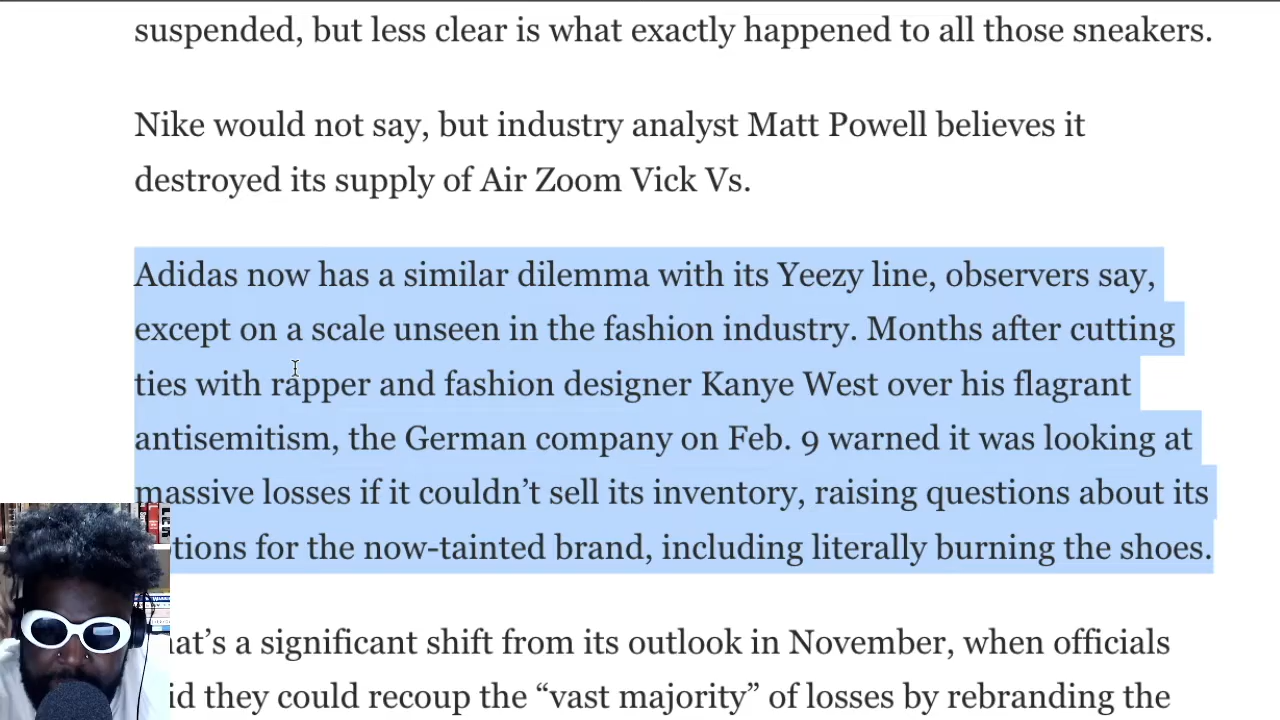 suspended, but less clear is what exactly happened to all those sneakers.
Nike would not say, but industry analyst Matt Powell believes it
destroyed its supply of Air Zoom Vick Vs.
Adidas now has a similar dilemma with its Yeezy line, observers say,
except on a scale unseen in the fashion industry. Months after cutting
ties with rapper and fashion designer Kanye West over his flagrant
antisemitism, the German company on Feb. 9 warned it was looking at
massive losses if it couldn’t sell its inventory, raising questions about its
for the now-tainted brand, including literally burning the shoes.
a significant shift from its outlook in November, when officials
they could recoup the “vast majority” of losses by rebranding the